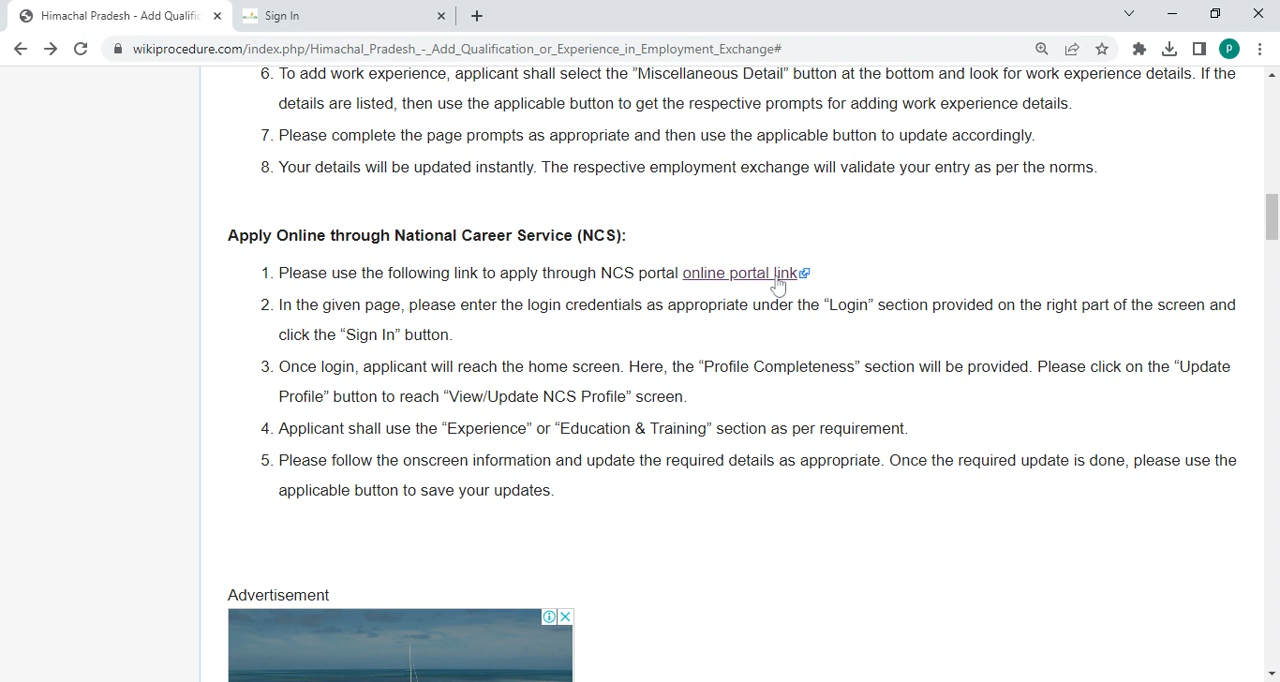 Himachal Pradesh - Add Qualific
Sign In
wikiprocedure.com/index.php/Himachal_Pradesh_-_Add_Qualification_or_Experience_in_Employment_Exchange#
P
6. To add work experience, applicant shall select the ”Miscellaneous Detail” button at the bottom and look for work experience details. If the
details are listed, then use the applicable button to get the respective prompts for adding work experience details.
7. Please complete the page prompts as appropriate and then use the applicable button to update accordingly.
8. Your details will be updated instantly. The respective employment exchange will validate your entry as per the norms.
Apply Online through National Career Service (NCS):
1. Please use the following link to apply through NCS portal online portal link
2. In the given page, please enter the login credentials as appropriate under the “Login” section provided on the right part of the screen and
click the “Sign In” button.
3. Once login, applicant will reach the home screen. Here, the “Profile Completeness” section will be provided. Please click on the “Update
Profile” button to reach “View/Update NCS Profile” screen.
4. Applicant shall use the “Experience” or “Education & Training” section as per requirement.
5. Please follow the onscreen information and update the required details as appropriate. Once the required update is done, please use the
applicable button to save your updates.
Advertisement